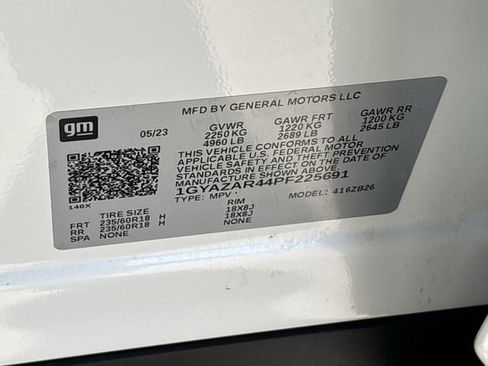 MFD BY GENERAL MOTORS LLC
gm
05/23
GVWR GAWR FRT GAWR RR
2250 KG 1220 KG 1200 KG
4960 LB 2689 LB 2645 LB
THIS VEHICLE CONFORMS TO ALL APPLICABLE
U.S. FEDERAL MOTOR
VEHICLE SAFETY AND THEFT PREVENTION
STANDARDS IN EFFECT ON THE DATE OF
MANUFACTURE SHOWN ABOVE.
1GYAZAR44PF225691
TYPE: MPV MODEL: 416ZB26
140X
TIRE SIZE RIM
FRT 235/60R18 H 18X8J
RR 235/60R18 H 18X8J
SPA NONE NONE